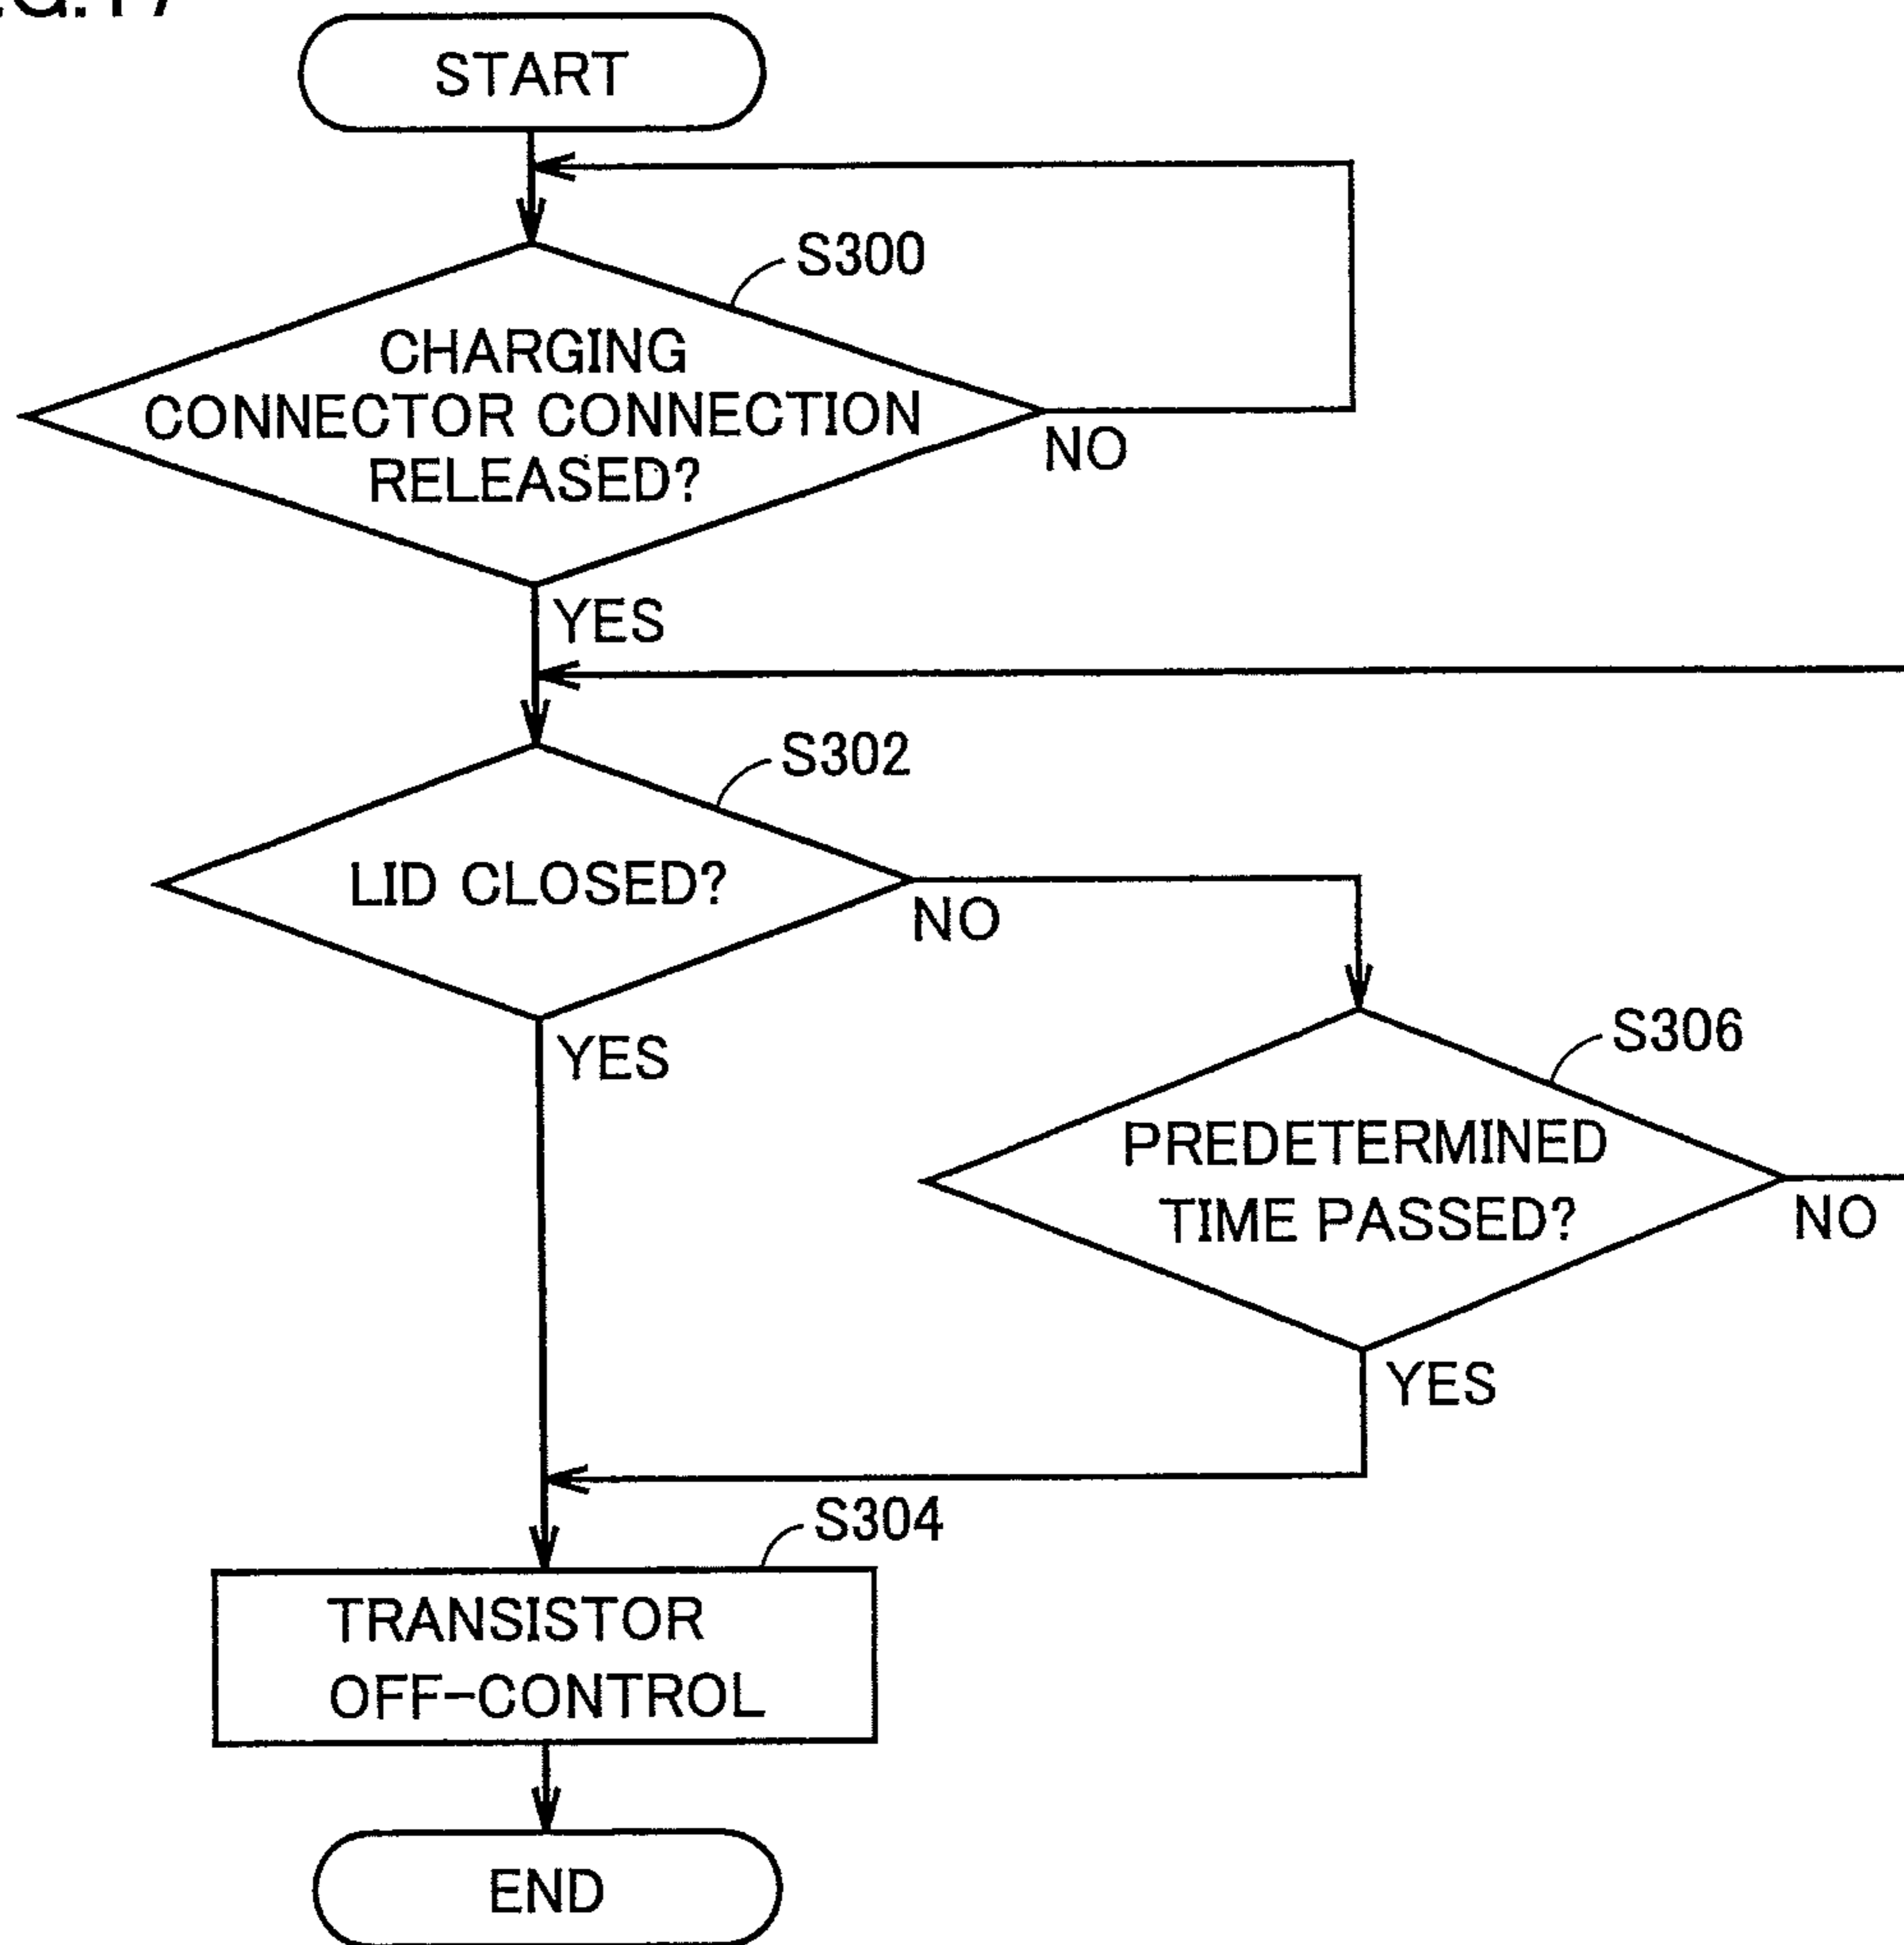 START
S300
CHARGING
CONNECTOR CONNECTION
RELEASED?
NO
YES
S302
LID CLOSED?
NO
YES
S306
PREDETERMINED
TIME PASSED?
NO
YES
S304
TRANSISTOR
OFF-CONTROL
END